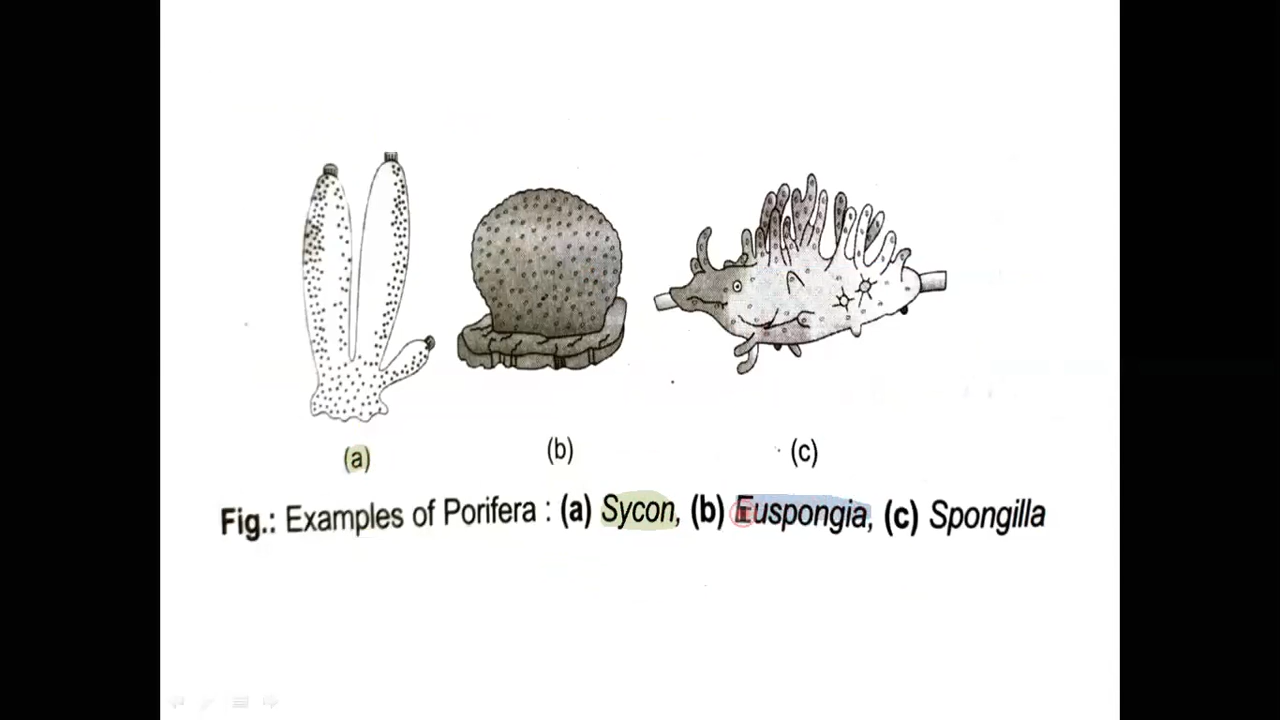 (a) (b) (c)
Fig.: Examples of Porifera : (a) Sycon, (b) Euspongia, (c) Spongilla